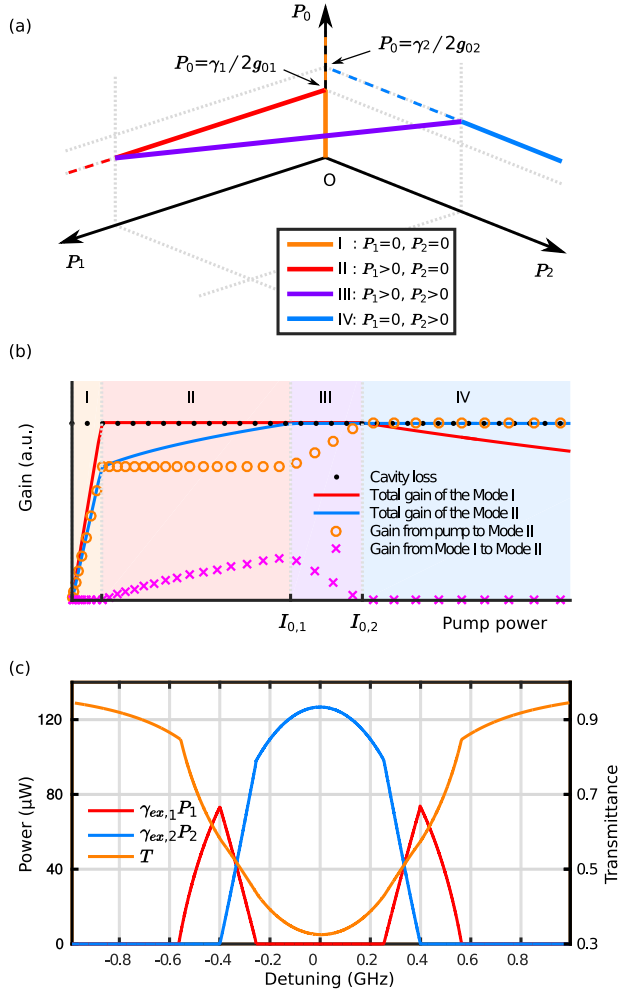 (a)
P₀
P₀=γ₁/2g₀₁
P₀=γ₂/2g₀₂
O
P₁
P₂
I : P₁=0, P₂=0
II : P₁>0, P₂=0
III: P₁>0, P₂>0
IV: P₁=0, P₂>0
(b)
I
II
III
IV
Gain (a.u.)
Cavity loss
Total gain of the Mode I
Total gain of the Mode II
Gain from pump to Mode II
Gain from Mode I to Mode II
I₀,₁
I₀,₂
Pump power
(c)
120
80
40
0
Power (μW)
γₑₓ,₁P₁
γₑₓ,₂P₂
T
0.9
0.7
0.5
0.3
Transmittance
-0.8
-0.6
-0.4
-0.2
0
0.2
0.4
0.6
0.8
Detuning (GHz)